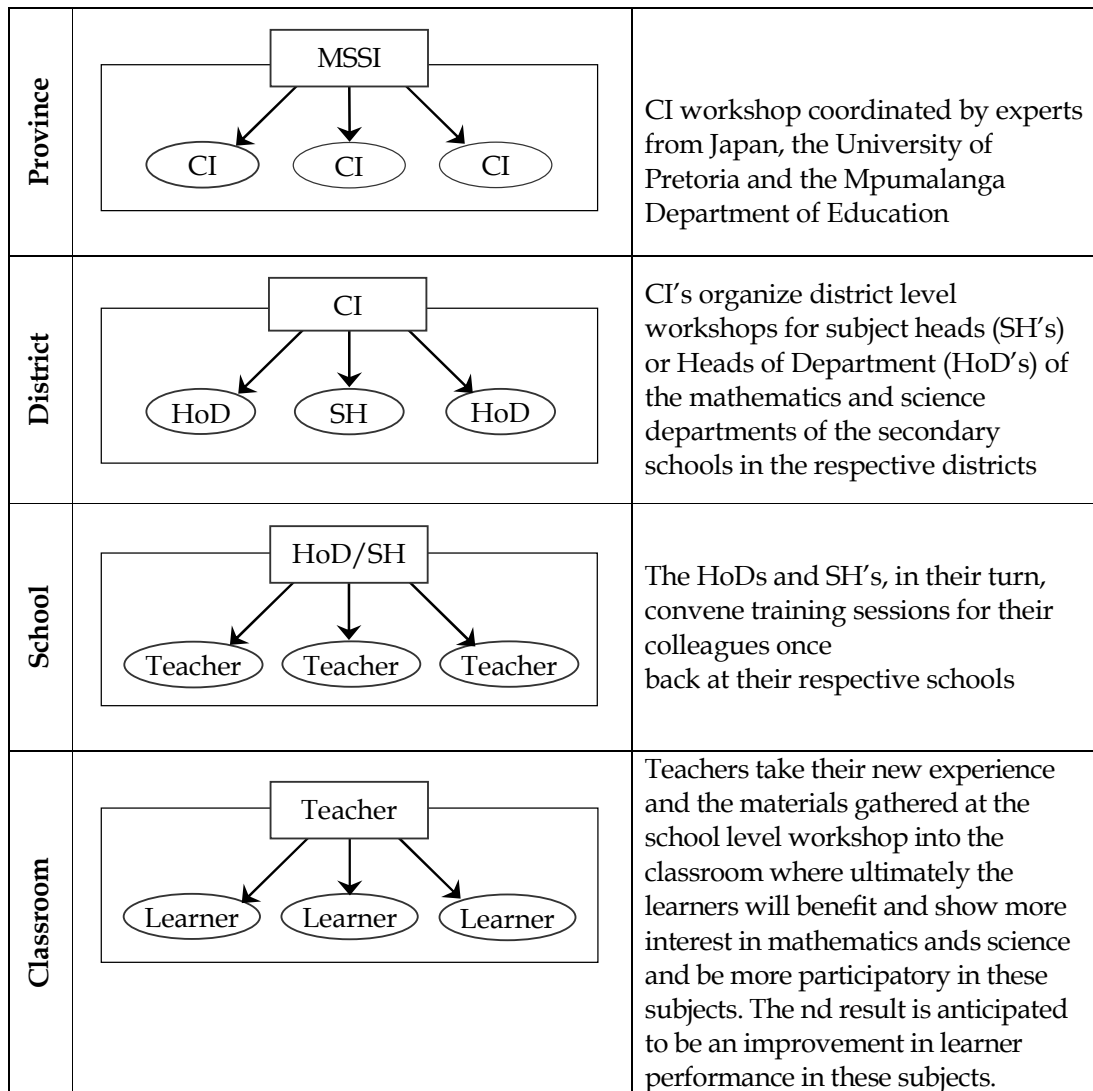 Province
MSSI
CI
CI
CI
CI workshop coordinated by experts
from Japan, the University of
Pretoria and the Mpumalanga
Department of Education
District
CI
HoD
SH
HoD
CI's organize district level
workshops for subject heads (SH's)
or Heads of Department (HoD's) of
the mathematics and science
departments of the secondary
schools in the respective districts
School
HoD/SH
Teacher
Teacher
Teacher
The HoDs and SH's, in their turn,
convene training sessions for their
colleagues once
back at their respective schools
Classroom
Teacher
Learner
Learner
Learner
Teachers take their new experience
and the materials gathered at the
school level workshop into the
classroom where ultimately the
learners will benefit and show more
interest in mathematics ands science
and be more participatory in these
subjects. The nd result is anticipated
to be an improvement in learner
performance in these subjects.